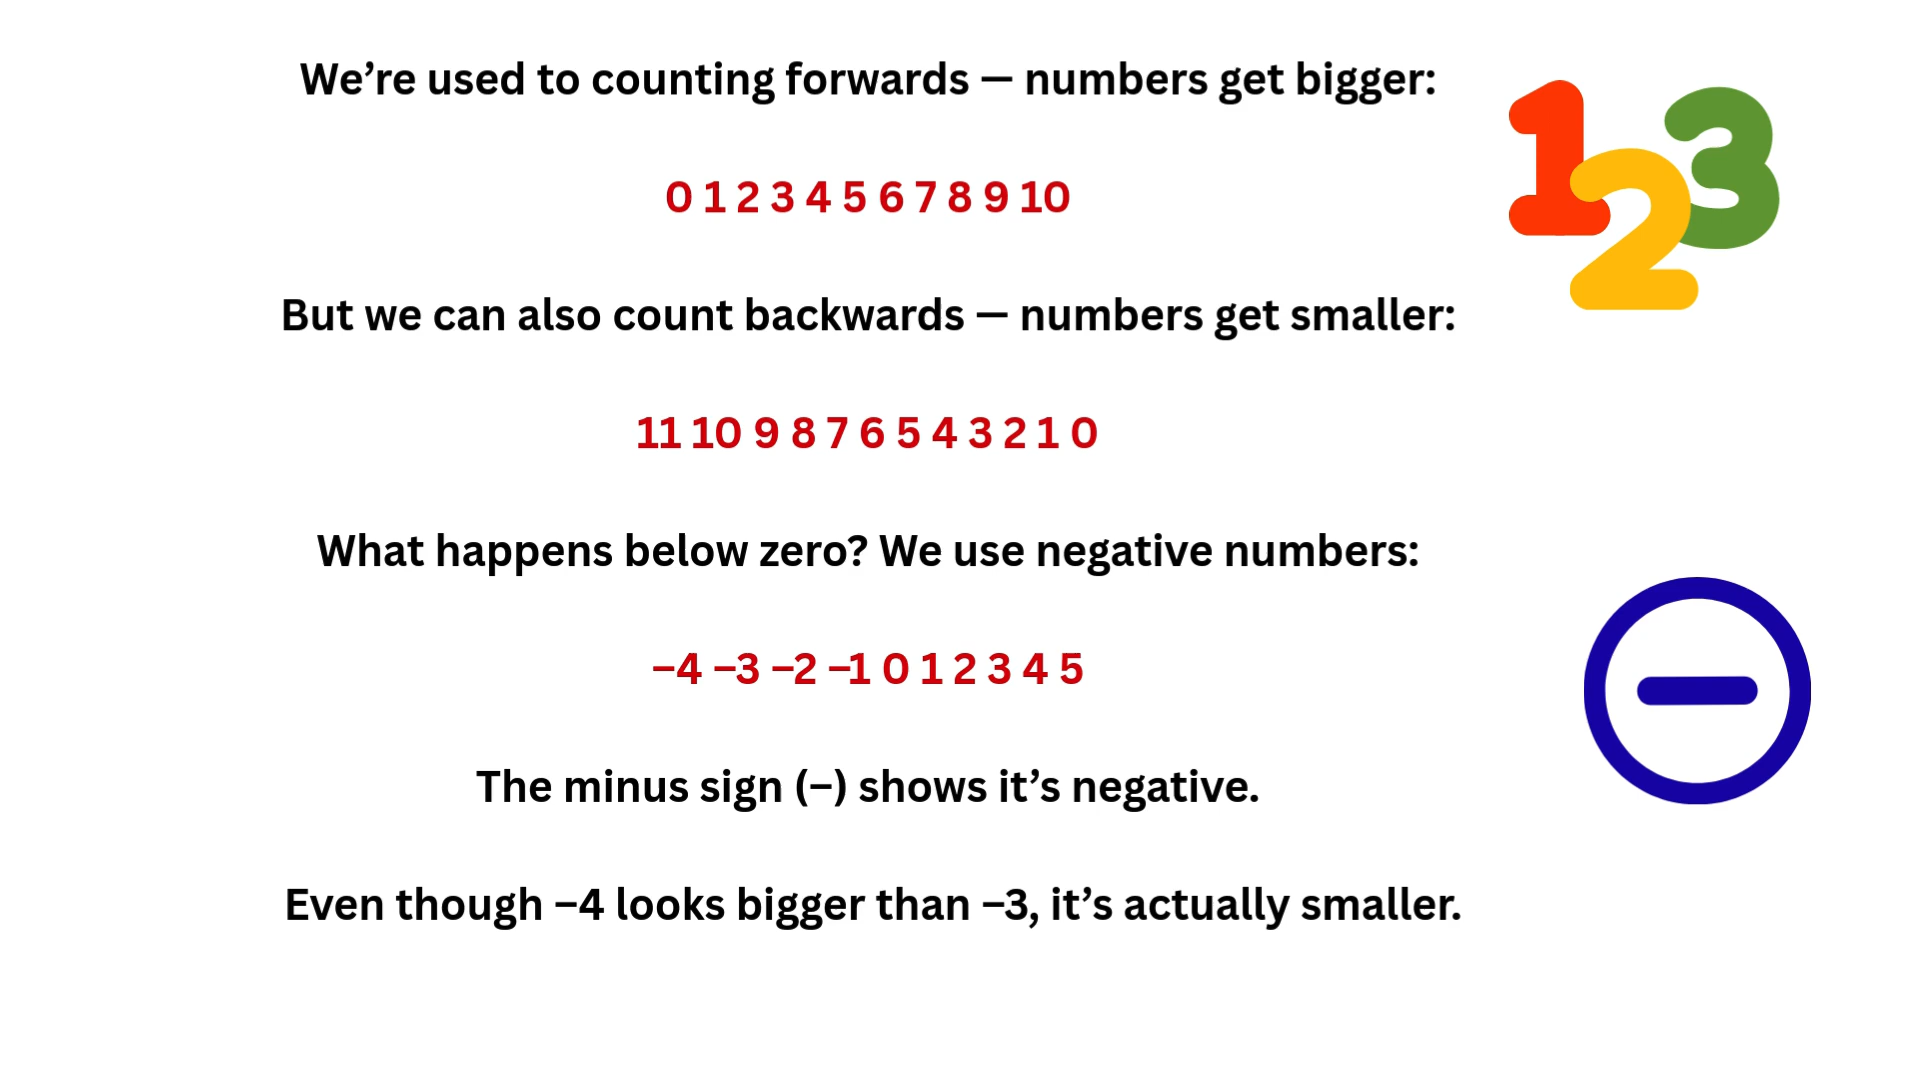 We’re used to counting forwards — numbers get bigger:
0 1 2 3 4 5 6 7 8 9 10
But we can also count backwards — numbers get smaller:
11 10 9 8 7 6 5 4 3 2 1 0
What happens below zero? We use negative numbers:
–4 –3 –2 –1 0 1 2 3 4 5
The minus sign (–) shows it’s negative.
Even though –4 looks bigger than –3, it’s actually smaller.
1 2 3